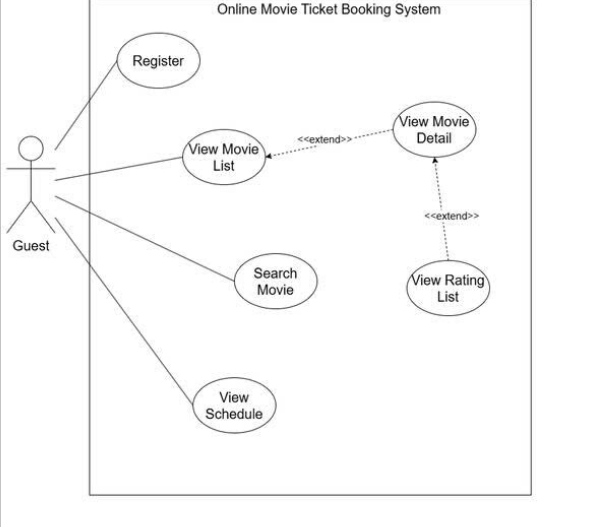 Online Movie Ticket Booking System
Register
View Movie
List
<<extend>>
View Movie
Detail
<<extend>>
Guest
Search
Movie
View Rating
List
View
Schedule